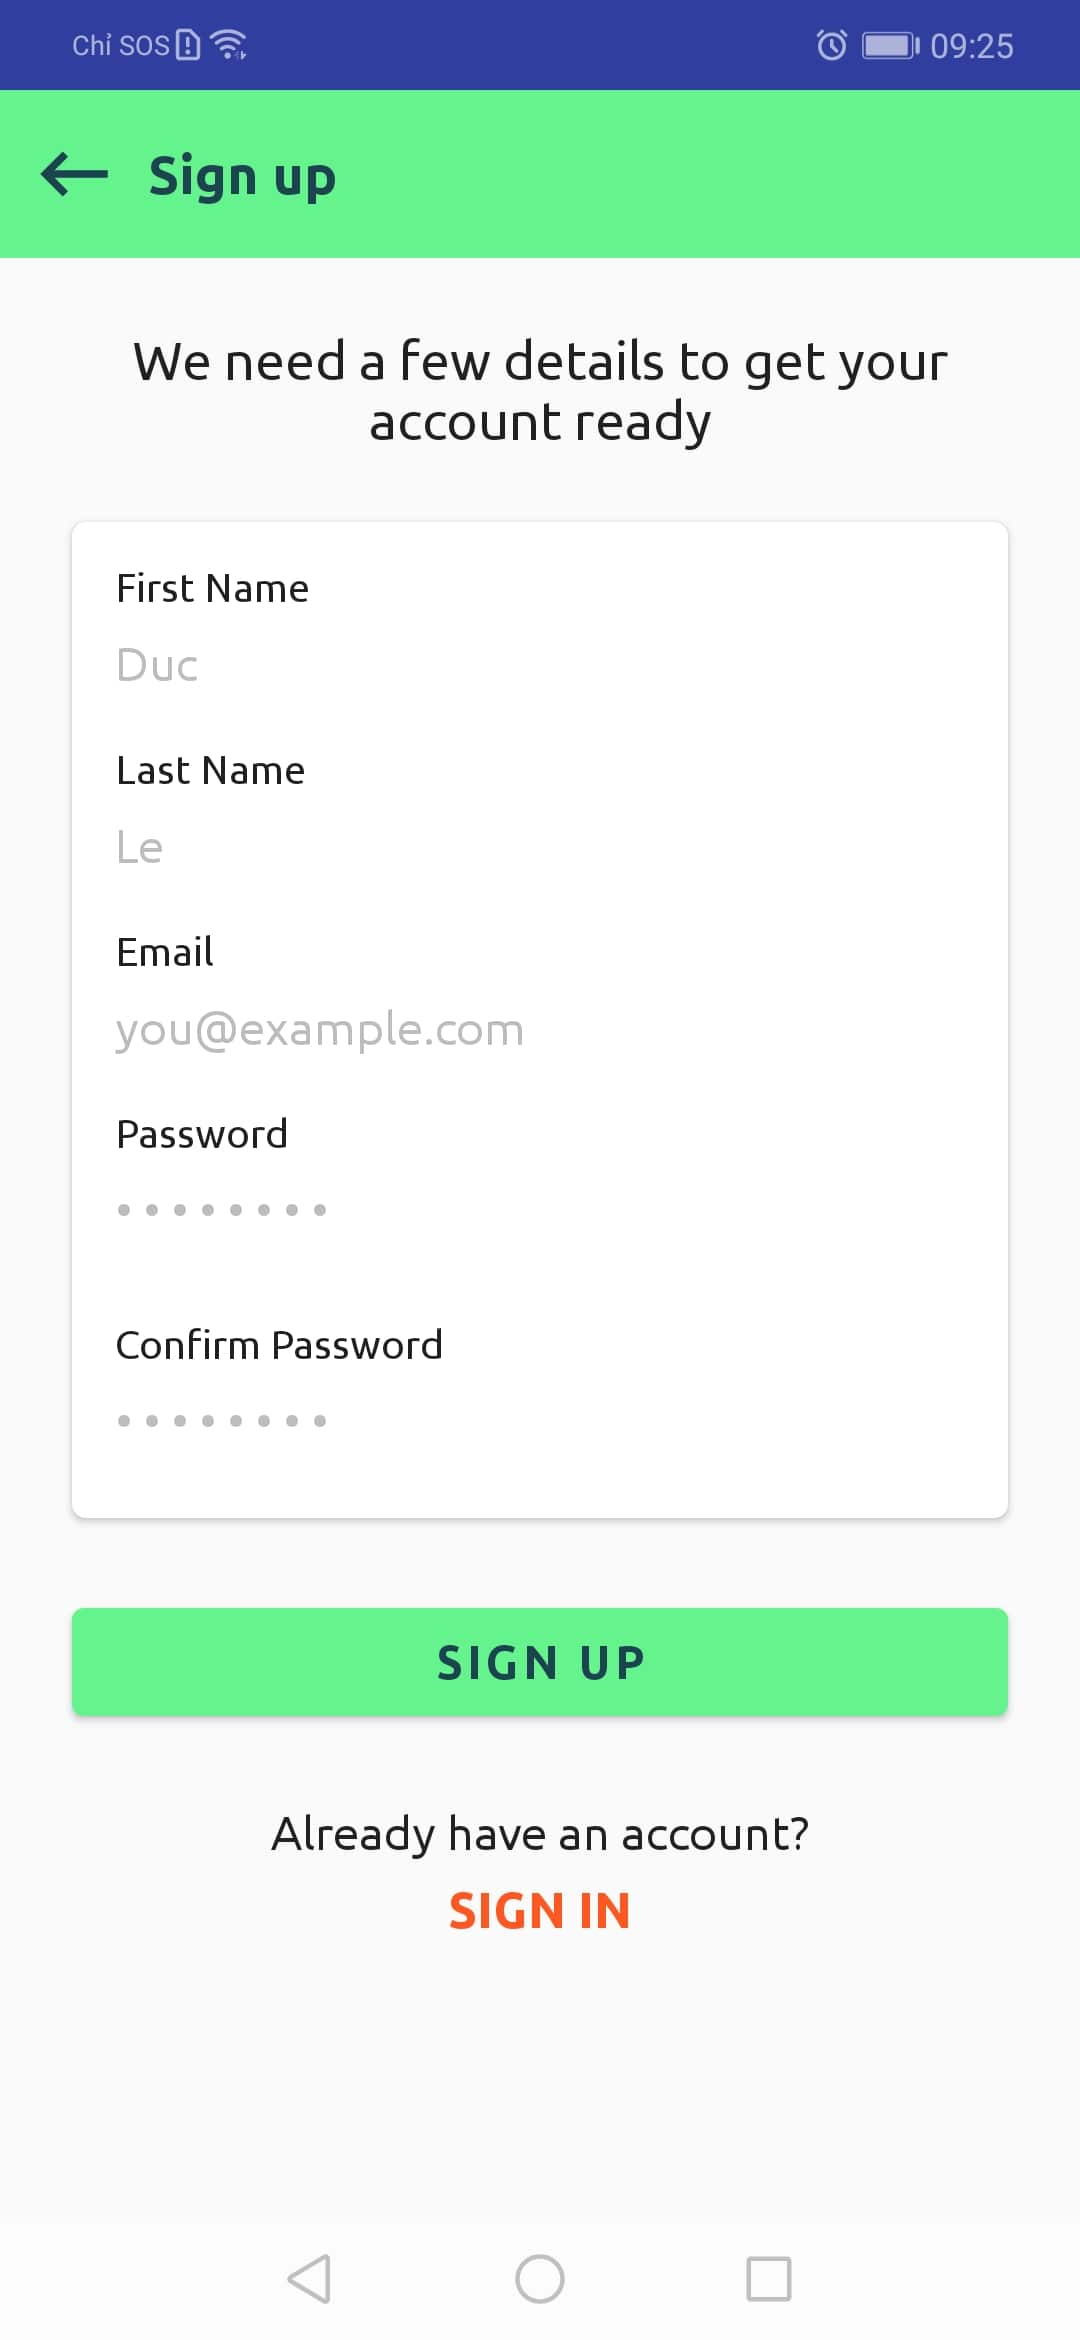 Chỉ SOS
09:25
Sign up
We need a few details to get your
account ready
First Name
Duc
Last Name
Le
Email
you@example.com
Password
••••••••
Confirm Password
••••••••
SIGN UP
Already have an account?
SIGN IN